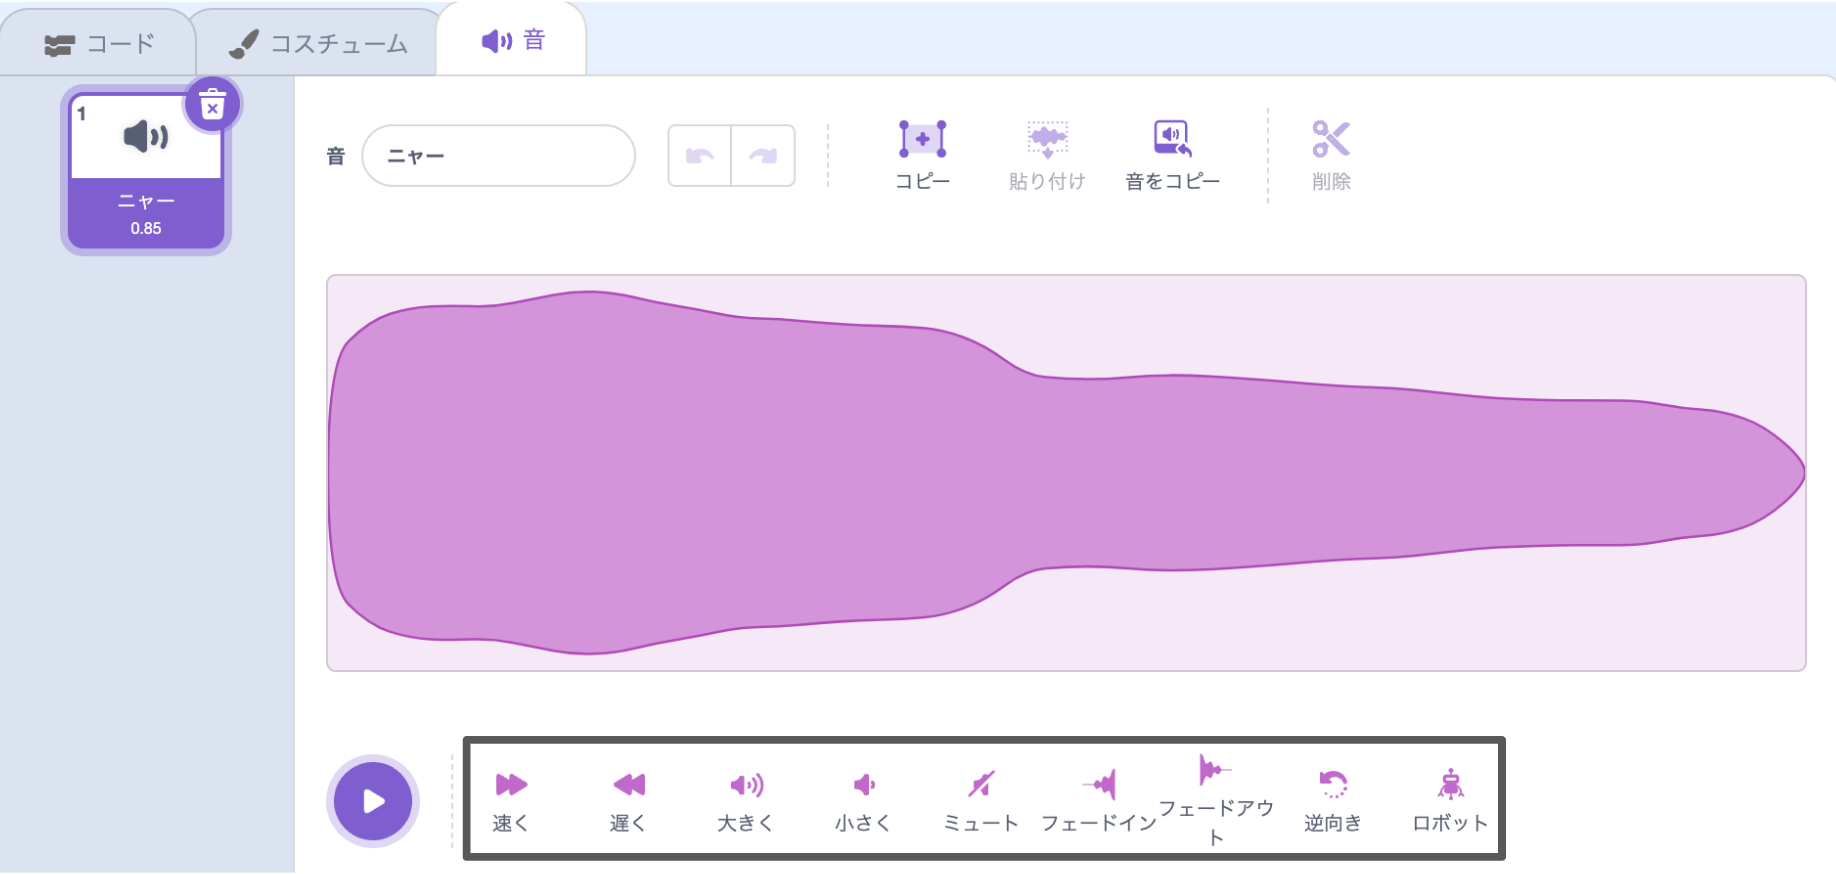 コード
コスチューム
音
1
ニャー
0.85
音
ニャー
コピー
貼り付け
音をコピー
削除
速く
遅く
大きく
小さく
ミュート
フェードイン
フェードアウ
ト
逆向き
ロボット